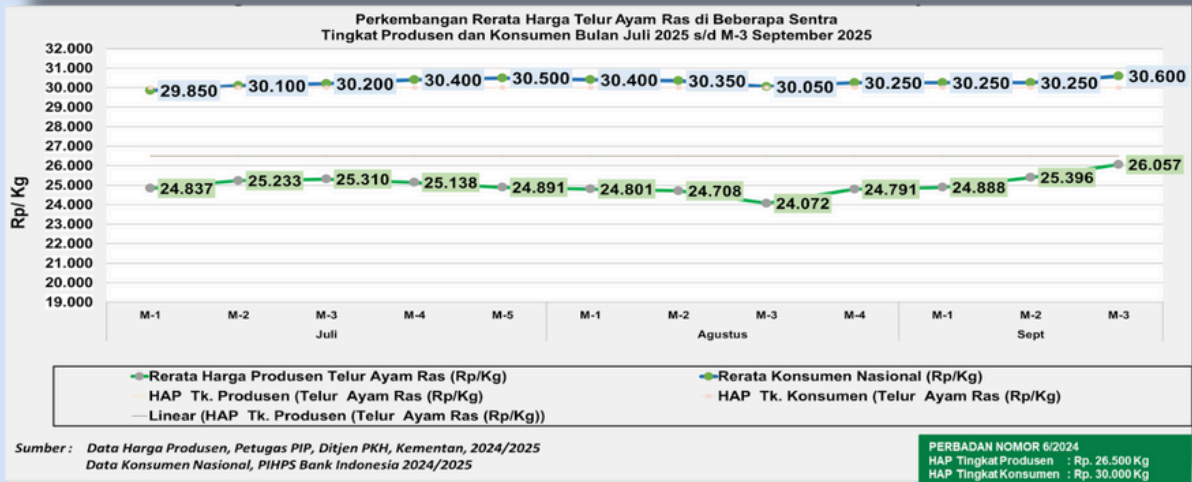 Perkembangan Rerata Harga Telur Ayam Ras di Beberapa Sentra
Tingkat Produsen dan Konsumen Bulan Juli 2025 s/d M-3 September 2025
Rp/ Kg
32.000
31.000
30.000
29.000
28.000
27.000
26.000
25.000
24.000
23.000
22.000
21.000
20.000
19.000
29.850 30.100 30.200 30.400 30.500 30.400 30.350 30.050 30.250 30.250 30.250 30.600
24.837 25.233 25.310 25.138 24.891 24.801 24.708 24.072 24.791 24.888 25.396 26.057
M-1 M-2 M-3 M-4 M-5 M-1 M-2 M-3 M-4 M-1 M-2 M-3
Juli Agustus Sept
Rerata Harga Produsen Telur Ayam Ras (Rp/Kg) Rerata Konsumen Nasional (Rp/Kg)
HAP Tk. Produsen (Telur Ayam Ras (Rp/Kg) HAP Tk. Konsumen (Telur Ayam Ras (Rp/Kg)
Linear (HAP Tk. Produsen (Telur Ayam Ras (Rp/Kg))
Sumber : Data Harga Produsen, Petugas PIP, Ditjen PKH, Kementan, 2024/2025
Data Konsumen Nasional, PIHPS Bank Indonesia 2024/2025
PERBADAN NOMOR 6/2024
HAP Tingkat Produsen : Rp. 26.500 Kg
HAP Tingkat Konsumen : Rp. 30.000 Kg